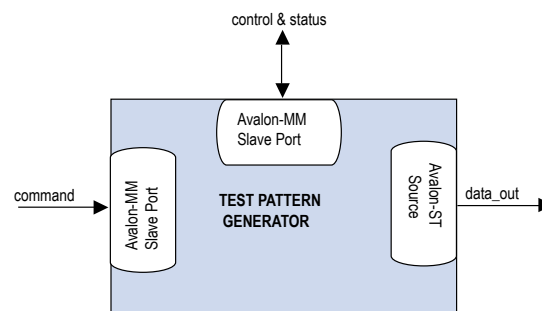 control & status
Avalon-MM
Slave Port
command
Avalon-MM
Slave Port
TEST PATTERN
GENERATOR
Avalon-ST
Source
data_out